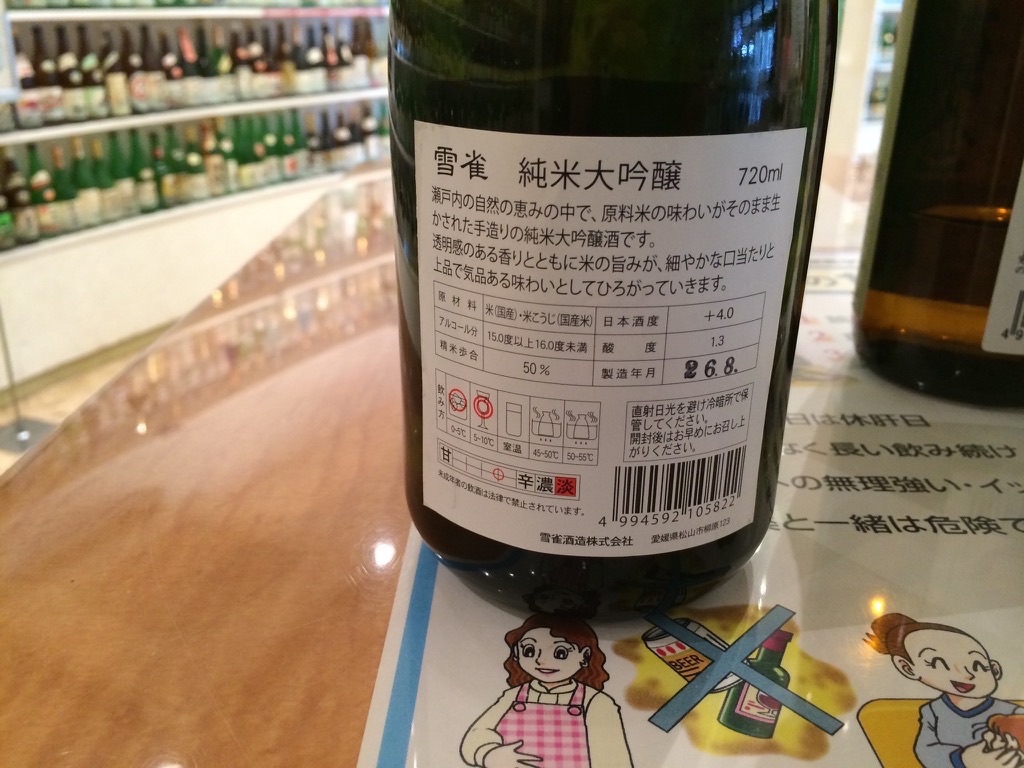 雪雀 純米大吟醸 720ml
瀬戸内の自然の恵みの中で、原料米の味わいがそのまま生
かされた手造りの純米大吟醸酒です。
透明感のある香りとともに米の旨みが、細やかな口当たりと
上品で気品ある味わいとしてひろがっていきます。
原材料 米(国産)・米こうじ(国産米) 日本酒度 +4.0
アルコール分 15.0度以上16.0度未満 酸度 1.3
精米歩合 50% 製造年月 26.8.
飲み方 0~5℃ 5~10℃ 室温 45~50℃ 50~55℃
甘 辛 濃 淡
未成年者の飲酒は法律で禁止されています。
直射日光を避け冷暗所で保
管してください。
開封後はお早めにお召し上
がりください。
4 994592 105822
雪雀酒造株式会社 愛媛県松山市柳原123
日は休肝日
なく長い飲み続け
の無理強い・イッ
と一緒は危険で
BEER